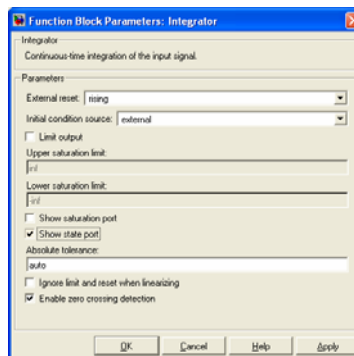 Function Block Parameters: Integrator
Integrator
Continuous-time integration of the input signal.
Parameters
External reset: rising
Initial condition source: external
Limit output
Upper saturation limit:
inf
Lower saturation limit:
-inf
Show saturation port
Show state port
Absolute tolerance:
auto
Ignore limit and reset when linearizing
Enable zero crossing detection
OK Cancel Help Apply